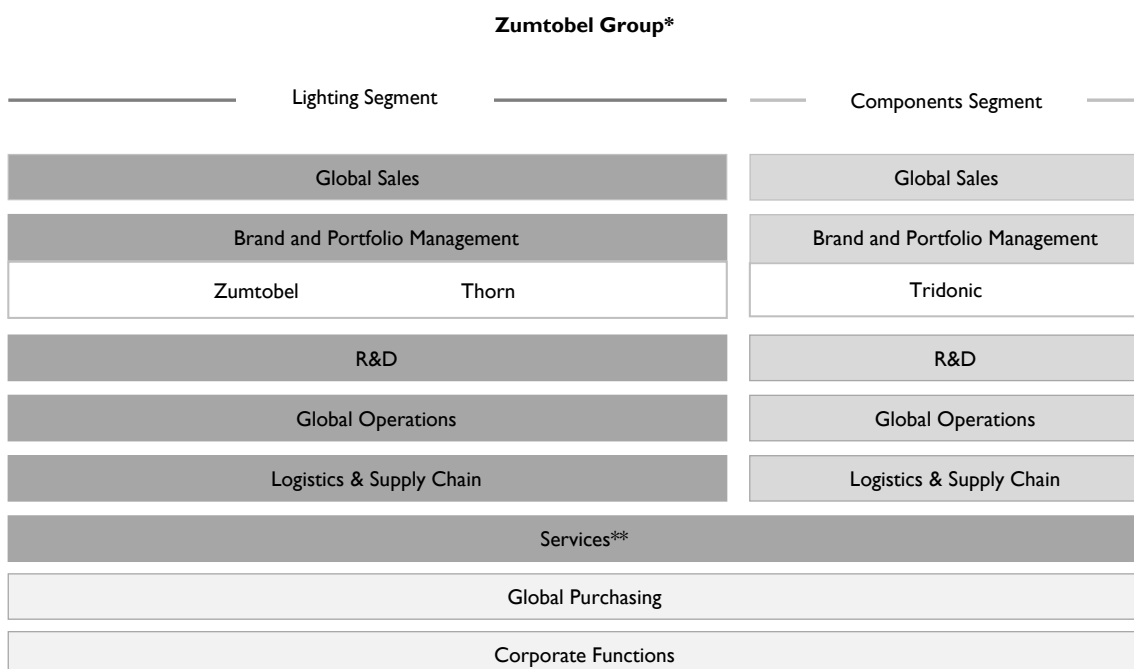 Zumtobel Group*
Lighting Segment
Components Segment
Global Sales
Global Sales
Brand and Portfolio Management
Brand and Portfolio Management
Zumtobel
Thorn
Tridonic
R&D
R&D
Global Operations
Global Operations
Logistics & Supply Chain
Logistics & Supply Chain
Services**
Global Purchasing
Corporate Functions